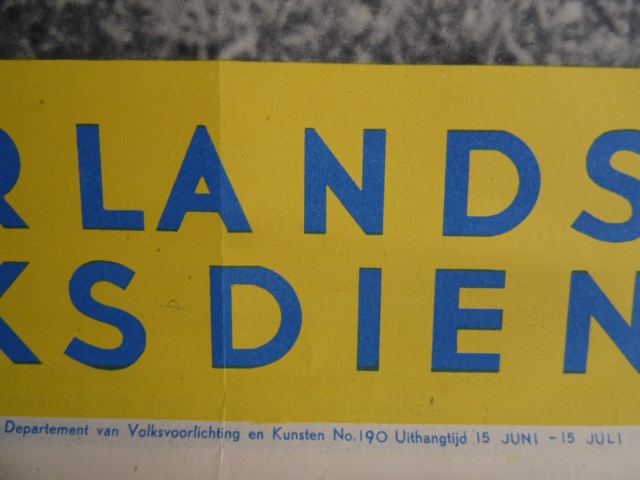 RLANDS
KSDIEN
Departement van Volksvoorlichting en Kunsten No.190 Uithangtijd 15 JUNI - 15 JULI